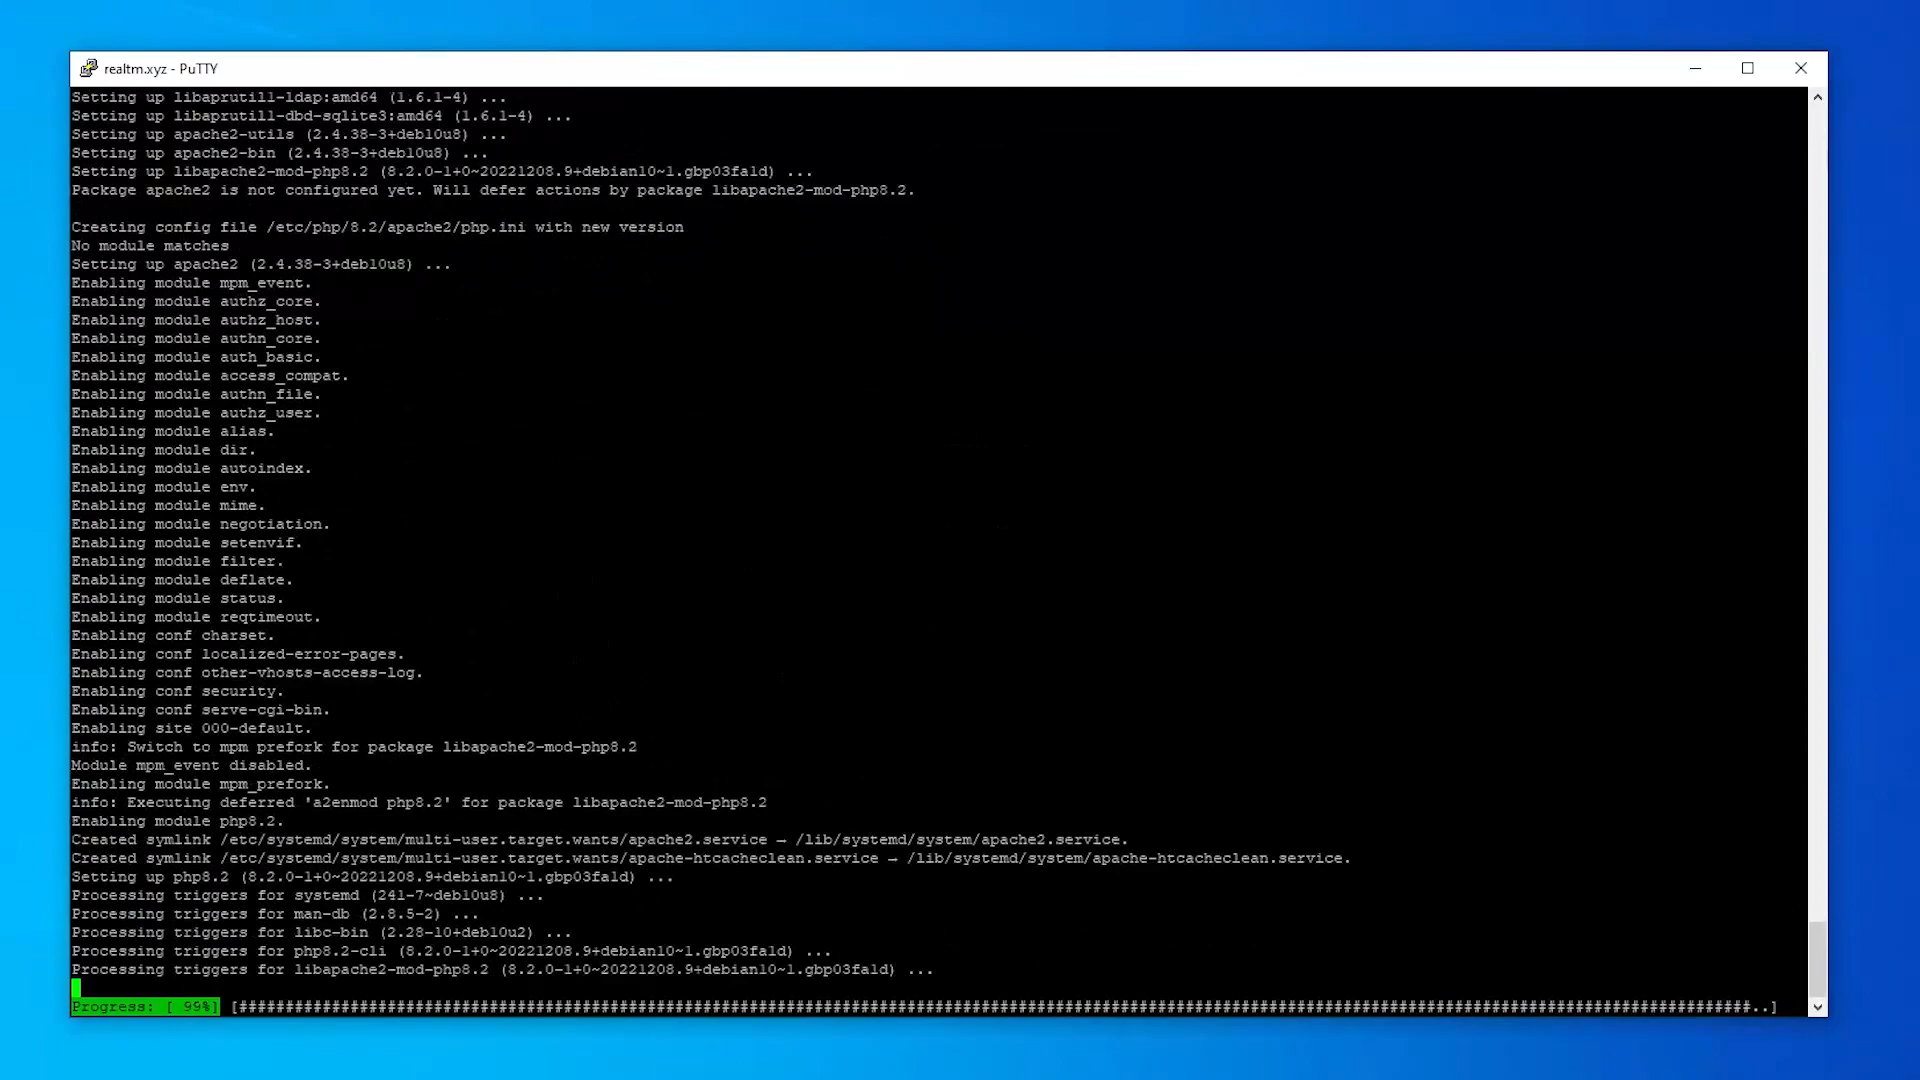 realtm.xyz - PuTTY
Setting up libaprutil1-ldap:amd64 (1.6.1-4) ...
Setting up libaprutil1-dbd-sqlite3:amd64 (1.6.1-4) ...
Setting up apache2-utils (2.4.38-3+deb10u8) ...
Setting up apache2-bin (2.4.38-3+deb10u8) ...
Setting up libapache2-mod-php8.2 (8.2.0-1+0~20221208.9+debian10~1.gbp03fa1d) ...
Package apache2 is not configured yet. Will defer actions by package libapache2-mod-php8.2.
Creating config file /etc/php/8.2/apache2/php.ini with new version
No module matches
Setting up apache2 (2.4.38-3+deb10u8) ...
Enabling module mpm_event.
Enabling module authz_core.
Enabling module authz_host.
Enabling module authn_core.
Enabling module auth_basic.
Enabling module access_compat.
Enabling module authn_file.
Enabling module authz_user.
Enabling module alias.
Enabling module dir.
Enabling module autoindex.
Enabling module env.
Enabling module mime.
Enabling module negotiation.
Enabling module setenvif.
Enabling module filter.
Enabling module deflate.
Enabling module status.
Enabling module reqtimeout.
Enabling conf charset.
Enabling conf localized-error-pages.
Enabling conf other-vhosts-access-log.
Enabling conf security.
Enabling conf serve-cgi-bin.
Enabling site 000-default.
info: Switch to mpm prefork for package libapache2-mod-php8.2
Module mpm_event disabled.
Enabling module mpm_prefork.
info: Executing deferred 'a2enmod php8.2' for package libapache2-mod-php8.2
Enabling module php8.2.
Created symlink /etc/systemd/system/multi-user.target.wants/apache2.service → /lib/systemd/system/apache2.service.
Created symlink /etc/systemd/system/multi-user.target.wants/apache-htcacheclean.service → /lib/systemd/system/apache-htcacheclean.service.
Setting up php8.2 (8.2.0-1+0~20221208.9+debian10~1.gbp03fa1d) ...
Processing triggers for systemd (241-7~deb10u8) ...
Processing triggers for man-db (2.8.5-2) ...
Processing triggers for libc-bin (2.28-10+deb10u2) ...
Processing triggers for php8.2-cli (8.2.0-1+0~20221208.9+debian10~1.gbp03fa1d) ...
Processing triggers for libapache2-mod-php8.2 (8.2.0-1+0~20221208.9+debian10~1.gbp03fa1d) ...
Progress: [ 99%] [###################################################################################################################################################################..]